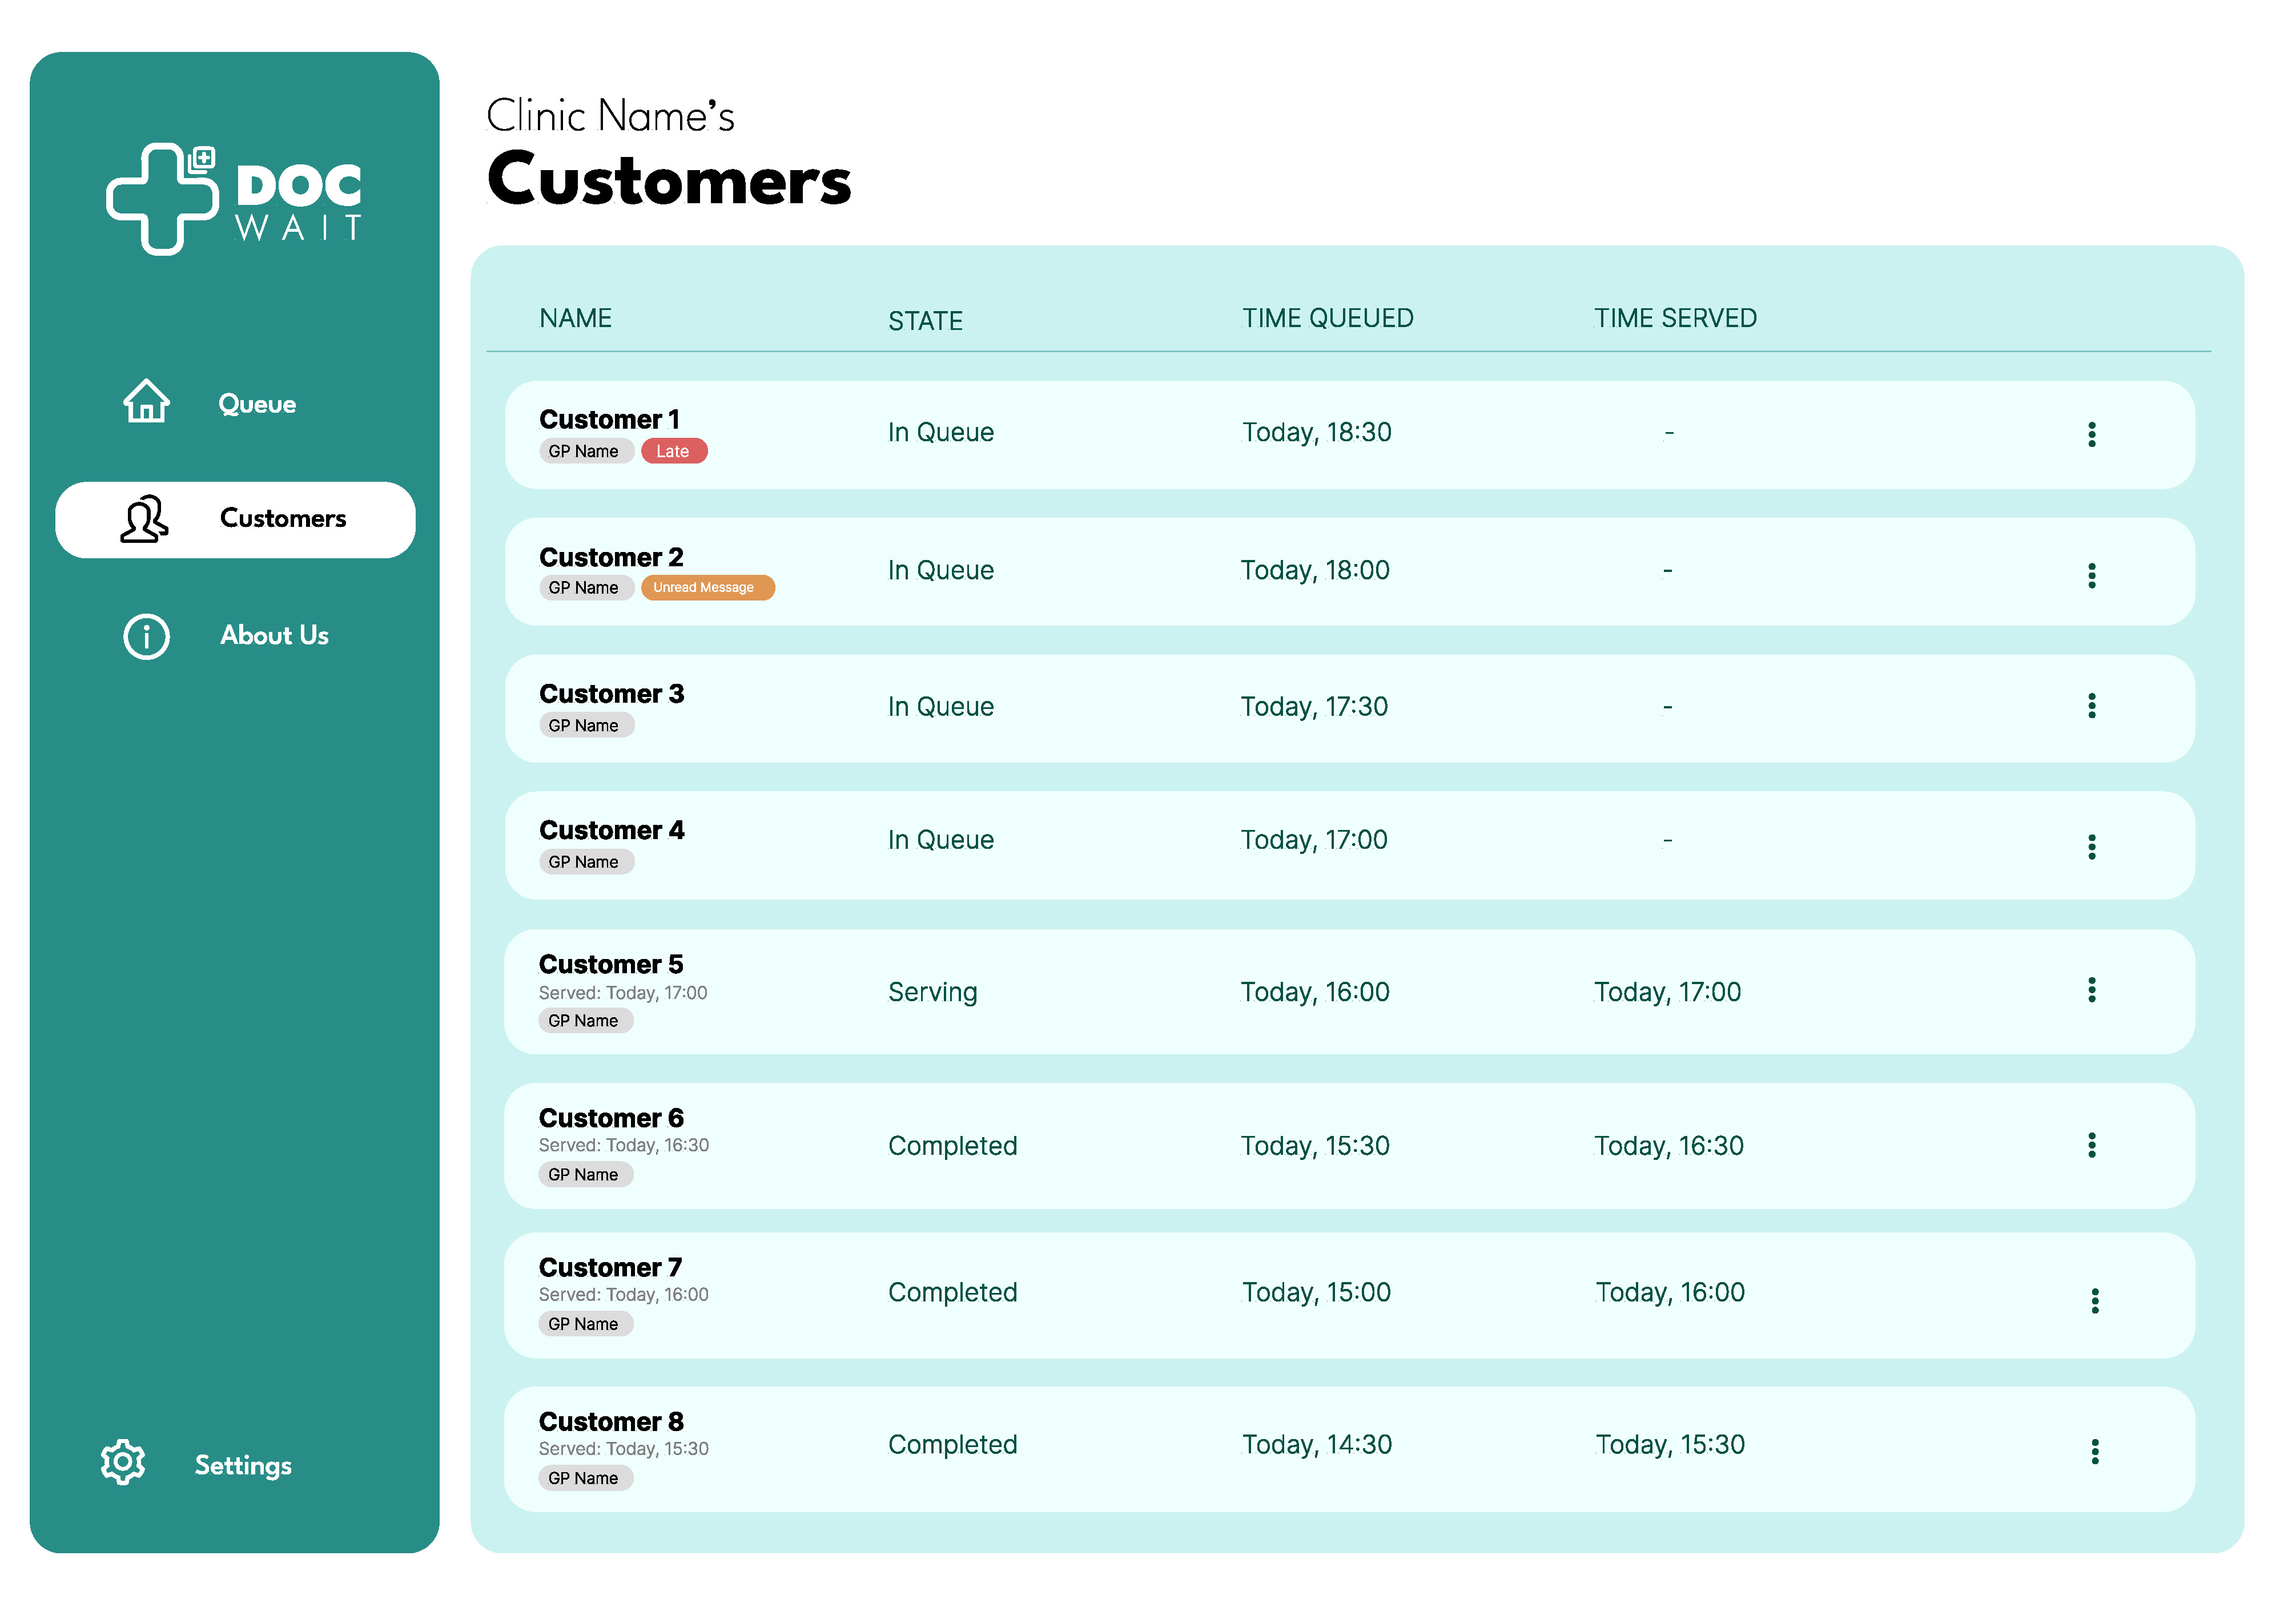 DOC
WAIT
Queue
Customers
About Us
Settings
Clinic Name’s
Customers
NAME STATE TIME QUEUED TIME SERVED
Customer 1
GP Name Late
In Queue Today, 18:30 -
Customer 2
GP Name Unread Message
In Queue Today, 18:00 -
Customer 3
GP Name
In Queue Today, 17:30 -
Customer 4
GP Name
In Queue Today, 17:00 -
Customer 5
Served: Today, 17:00
GP Name
Serving Today, 16:00 Today, 17:00
Customer 6
Served: Today, 16:30
GP Name
Completed Today, 15:30 Today, 16:30
Customer 7
Served: Today, 16:00
GP Name
Completed Today, 15:00 Today, 16:00
Customer 8
Served: Today, 15:30
GP Name
Completed Today, 14:30 Today, 15:30